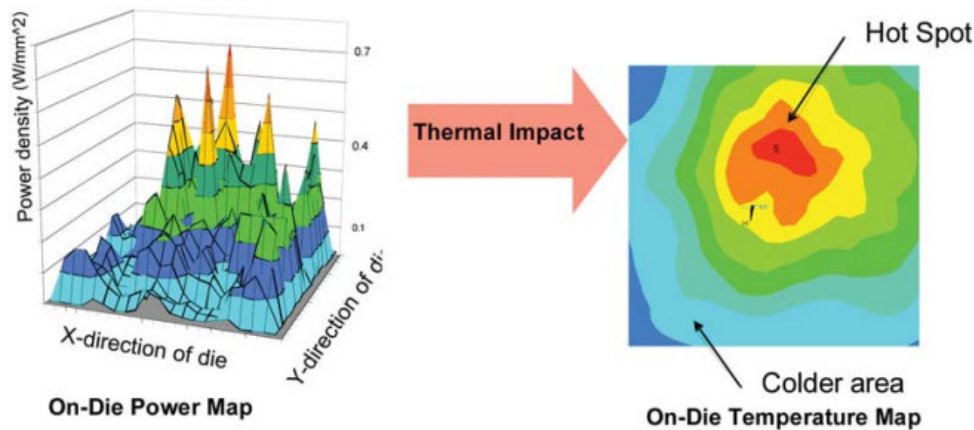 Power density (W/mm^2)
0.7
0.4
0.1
X-direction of die
Y-direction of di
On-Die Power Map
Thermal Impact
Hot Spot
5
Colder area
On-Die Temperature Map